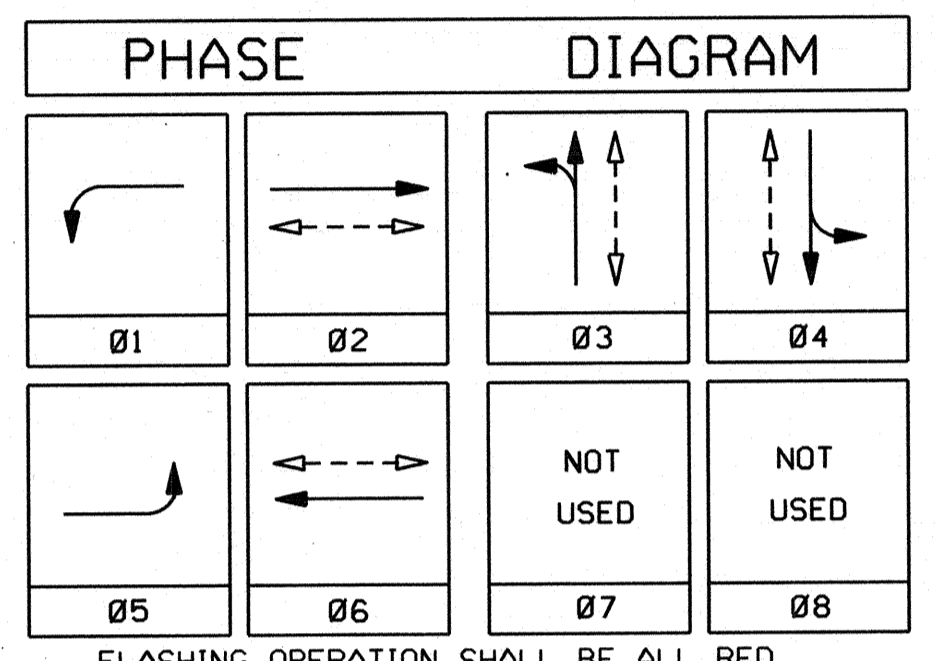 PHASE DIAGRAM
Ø1
Ø2
Ø3
Ø4
NOT
USED
NOT
USED
Ø5
Ø6
Ø7
Ø8
FLASHING OPERATION SHALL BE ALL RED